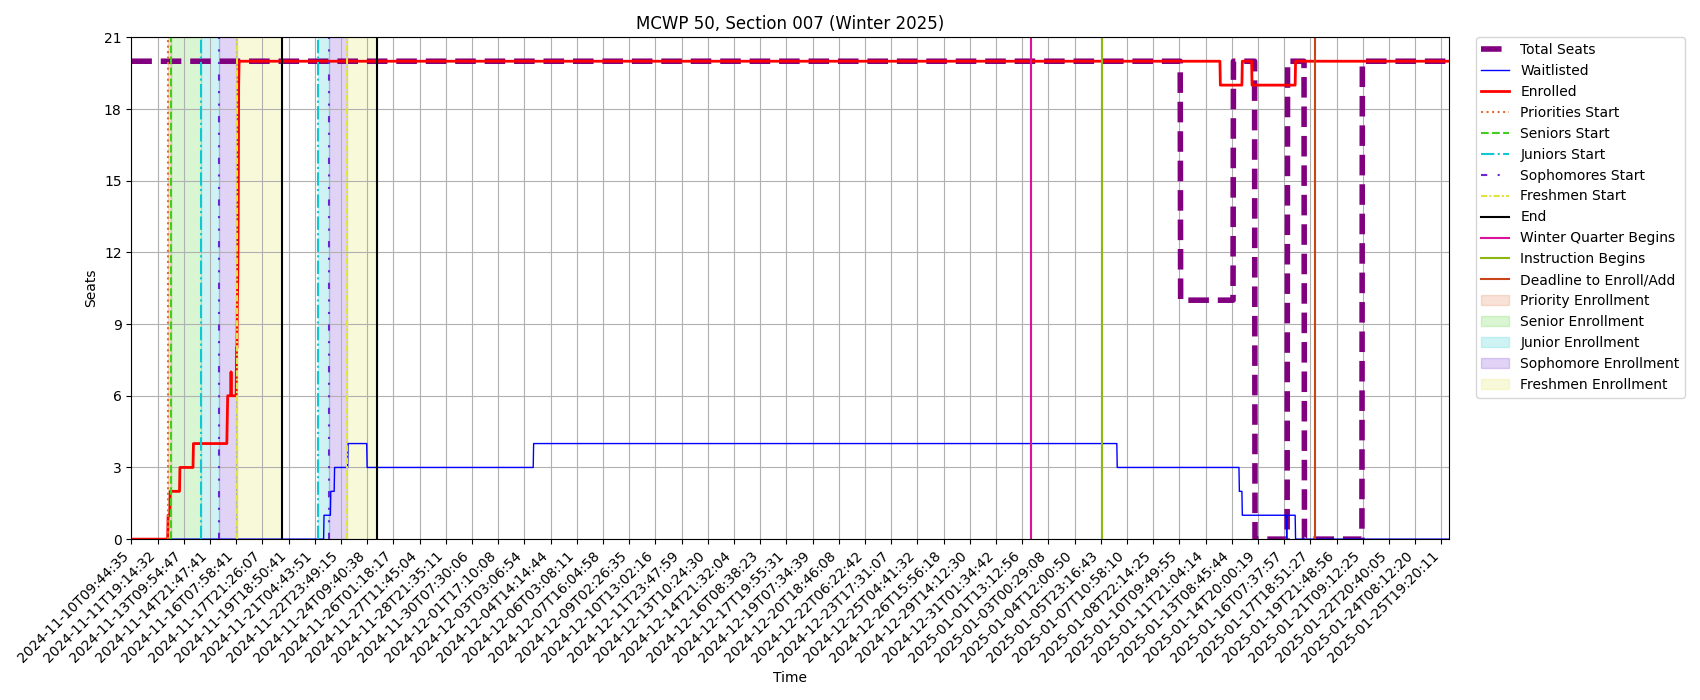 MCWP 50, Section 007 (Winter 2025)
21
18
15
12
9
6
3
0
Seats
2024-11-10T09:44:35
2024-11-11T19:14:32
2024-11-13T09:54:47
2024-11-14T21:47:41
2024-11-16T07:58:41
2024-11-17T21:26:07
2024-11-19T18:50:41
2024-11-21T04:43:51
2024-11-22T23:49:15
2024-11-24T09:40:38
2024-11-26T01:18:17
2024-11-27T11:45:04
2024-11-28T21:35:11
2024-11-30T07:30:06
2024-12-01T17:10:08
2024-12-03T03:06:54
2024-12-04T14:14:44
2024-12-06T03:08:11
2024-12-07T16:04:58
2024-12-09T02:26:35
2024-12-10T13:02:16
2024-12-11T23:47:59
2024-12-13T10:24:30
2024-12-14T21:32:04
2024-12-16T08:38:23
2024-12-17T19:55:31
2024-12-19T07:34:39
2024-12-20T18:46:08
2024-12-22T06:22:42
2024-12-23T17:31:07
2024-12-25T04:41:32
2024-12-26T15:56:18
2024-12-29T14:12:30
2024-12-31T01:34:42
2025-01-01T13:12:56
2025-01-03T00:29:08
2025-01-04T12:00:50
2025-01-05T23:16:43
2025-01-07T10:58:10
2025-01-08T22:14:25
2025-01-10T09:49:55
2025-01-11T21:04:14
2025-01-13T08:45:44
2025-01-14T20:00:19
2025-01-16T07:37:57
2025-01-17T18:51:27
2025-01-19T21:48:56
2025-01-21T09:12:25
2025-01-22T20:40:05
2025-01-24T08:12:20
2025-01-25T19:20:11
Time
Total Seats
Waitlisted
Enrolled
Priorities Start
Seniors Start
Juniors Start
Sophomores Start
Freshmen Start
End
Winter Quarter Begins
Instruction Begins
Deadline to Enroll/Add
Priority Enrollment
Senior Enrollment
Junior Enrollment
Sophomore Enrollment
Freshmen Enrollment